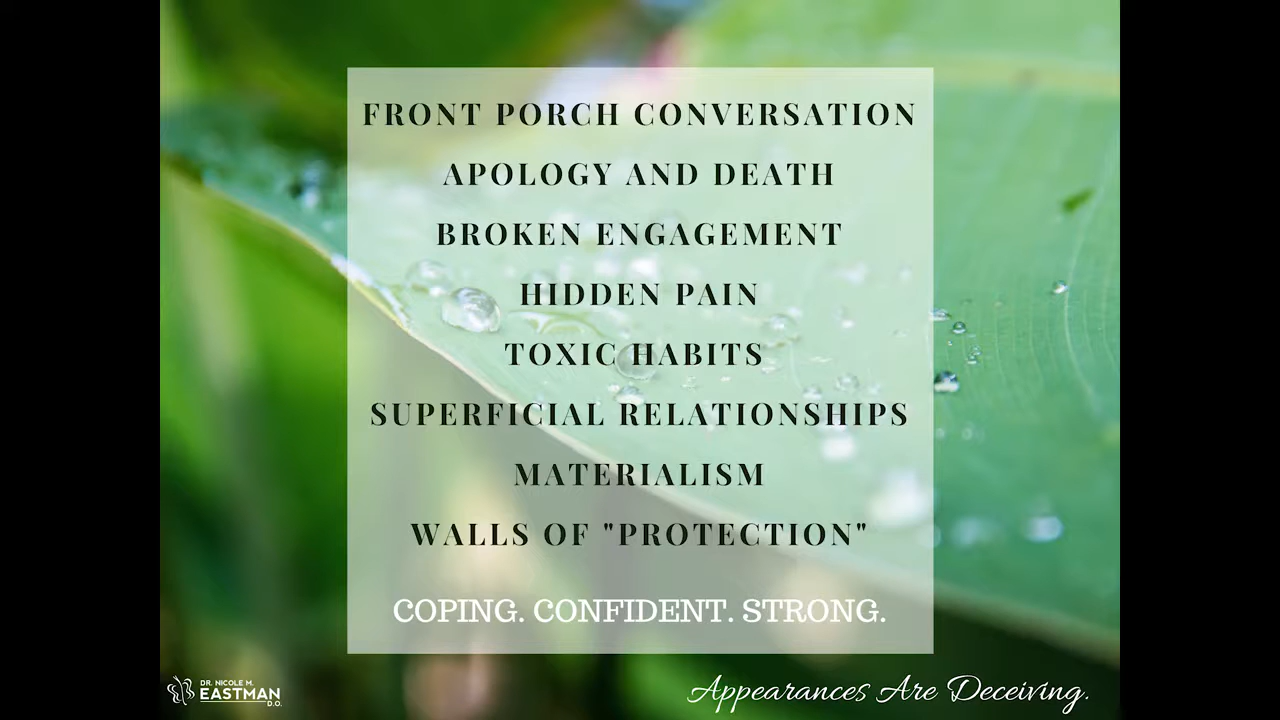 FRONT PORCH CONVERSATION
APOLOGY AND DEATH
BROKEN ENGAGEMENT
HIDDEN PAIN
TOXIC HABITS
SUPERFICIAL RELATIONSHIPS
MATERIALISM
WALLS OF "PROTECTION"
COPING. CONFIDENT. STRONG.
DR. NICOLE M.
EASTMAN
D.O.
Appearances Are Deceiving.